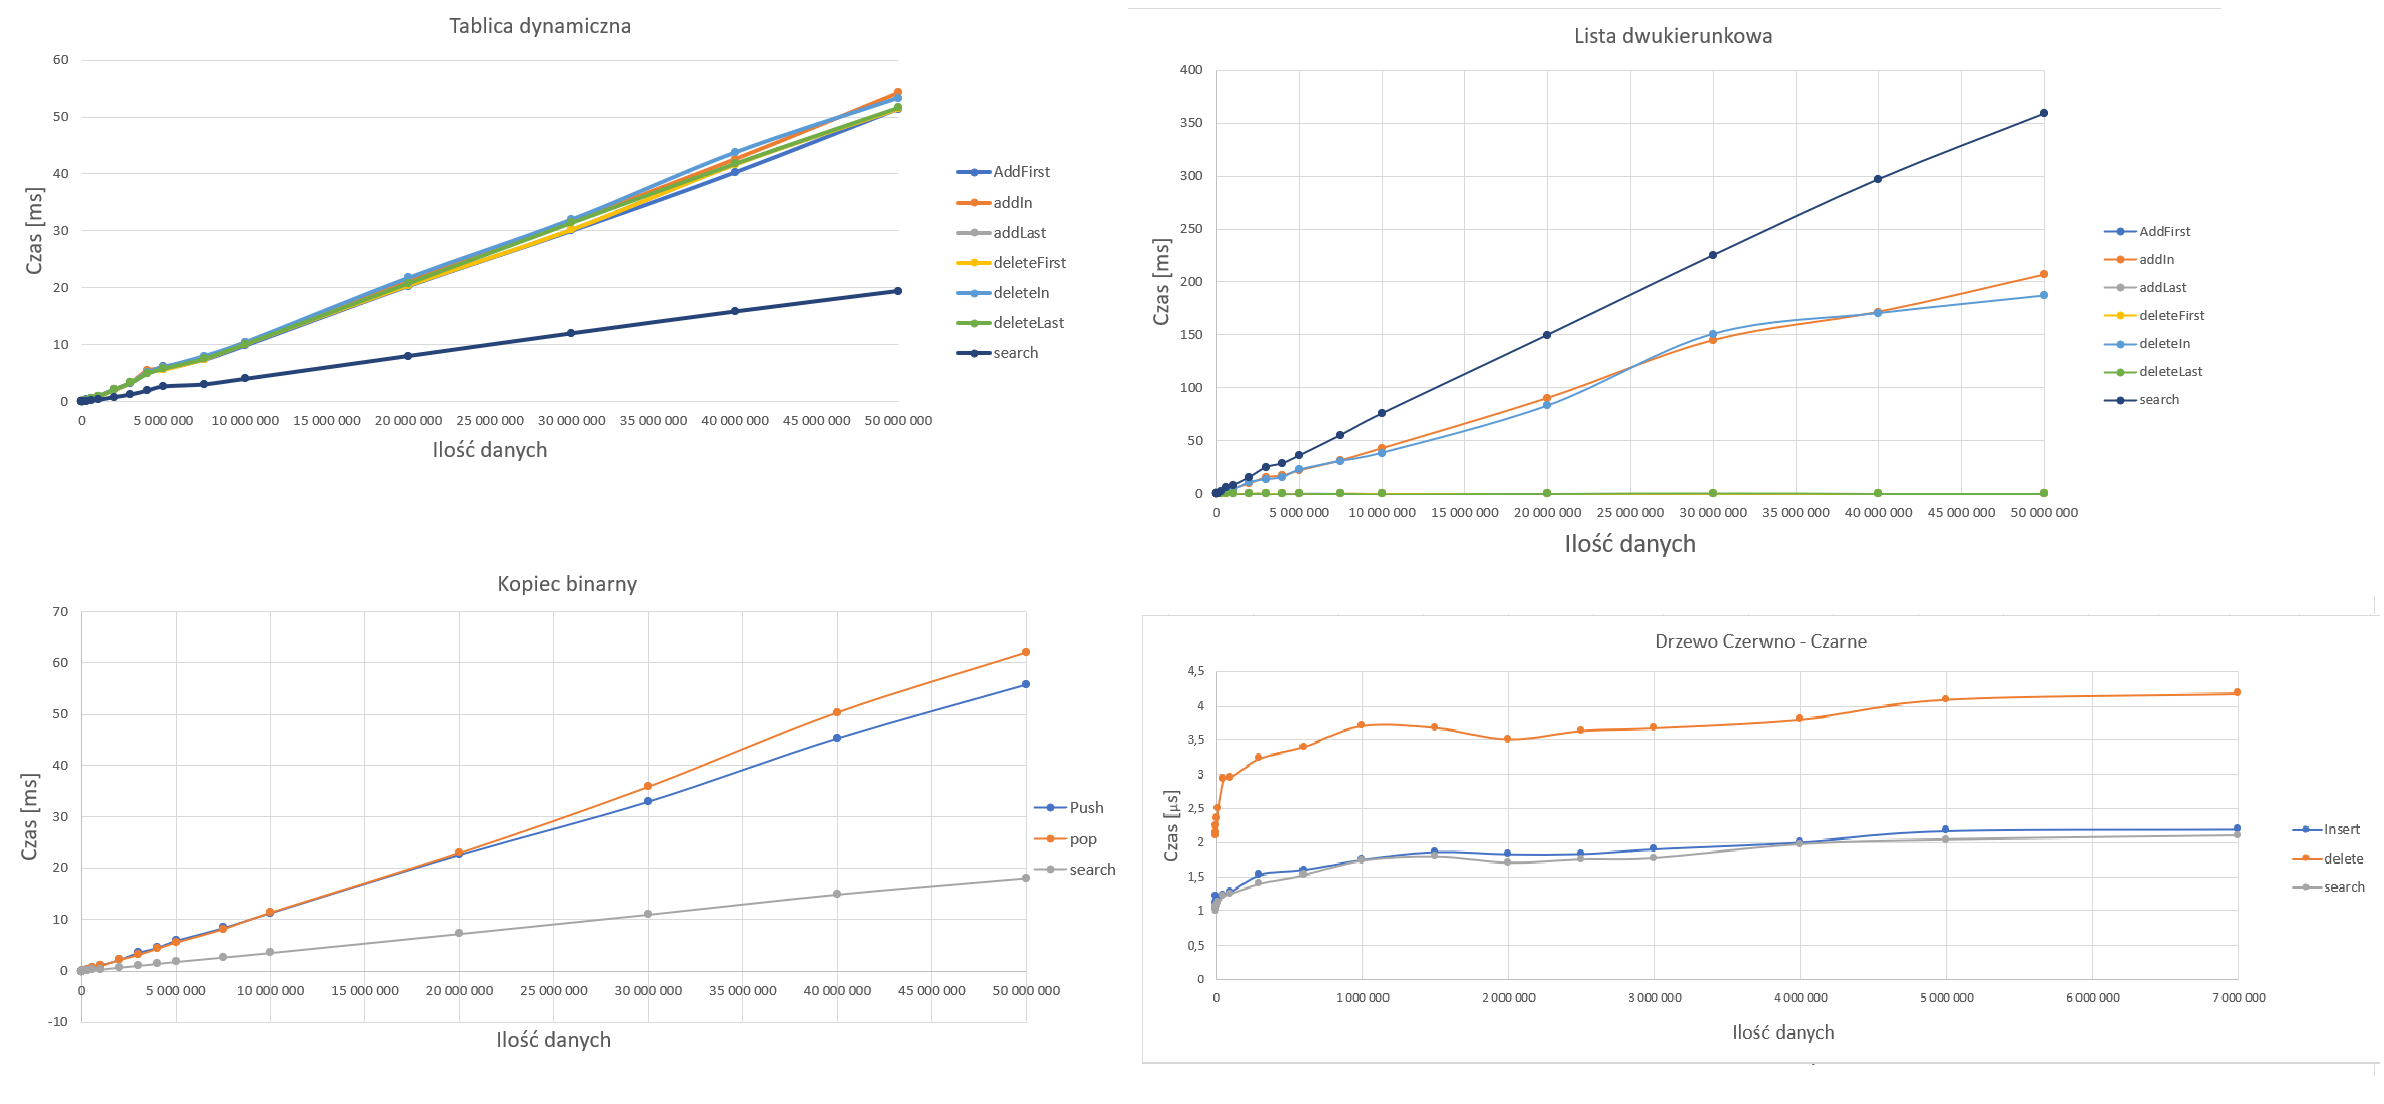 Tablica dynamiczna
60
50
40
30
20
10
0
Czas [ms]
0 5 000 000 10 000 000 15 000 000 20 000 000 25 000 000 30 000 000 35 000 000 40 000 000 45 000 000 50 000 000
Ilość danych
AddFirst
addIn
addLast
deleteFirst
deleteIn
deleteLast
search
Lista dwukierunkowa
400
350
300
250
200
150
100
50
0
Czas [ms]
0 5 000 000 10 000 000 15 000 000 20 000 000 25 000 000 30 000 000 35 000 000 40 000 000 45 000 000 50 000 000
Ilość danych
AddFirst
addIn
addLast
deleteFirst
deleteIn
deleteLast
search
Kopiec binarny
70
60
50
40
30
20
10
0
-10
Czas [ms]
0 5 000 000 10 000 000 15 000 000 20 000 000 25 000 000 30 000 000 35 000 000 40 000 000 45 000 000 50 000 000
Ilość danych
Push
pop
search
Drzewo Czerwno - Czarne
4,5
4
3,5
3
2,5
2
1,5
1
0,5
0
Czas [μs]
0 1 000 000 2 000 000 3 000 000 4 000 000 5 000 000 6 000 000 7 000 000
Ilość danych
Insert
delete
search